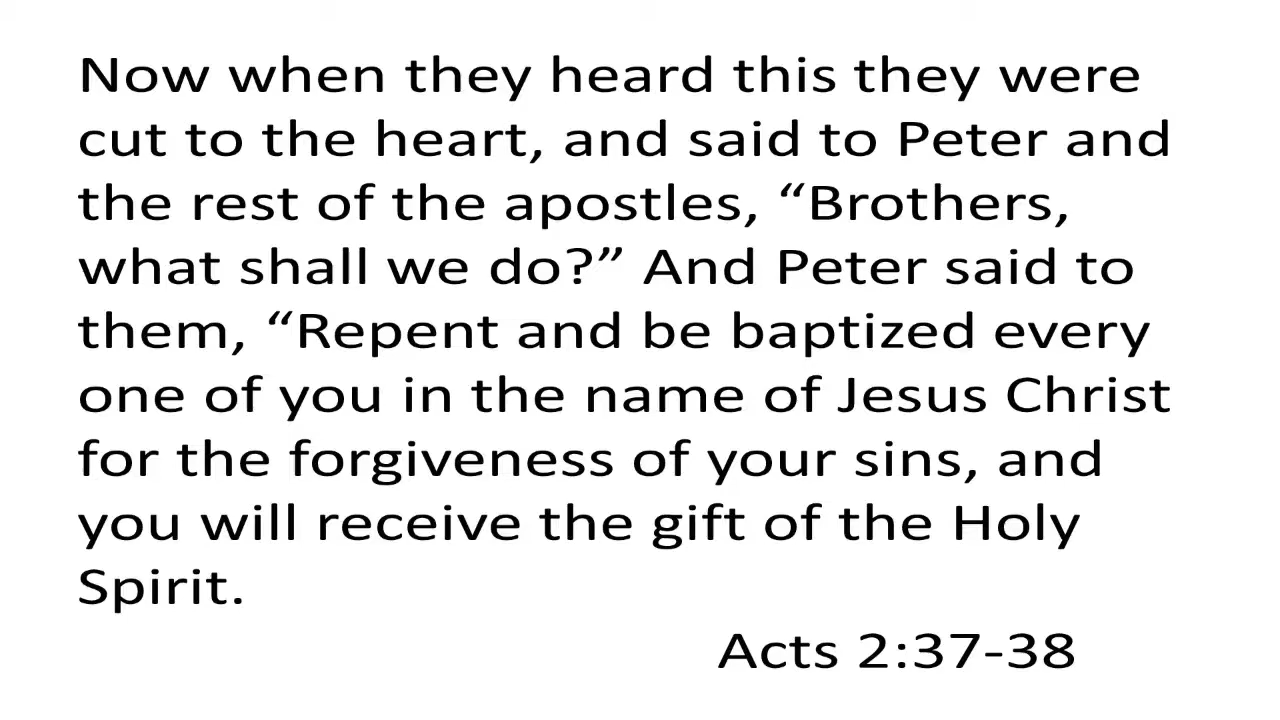 Now when they heard this they were
cut to the heart, and said to Peter and
the rest of the apostles, “Brothers,
what shall we do?” And Peter said to
them, “Repent and be baptized every
one of you in the name of Jesus Christ
for the forgiveness of your sins, and
you will receive the gift of the Holy
Spirit.
Acts 2:37-38